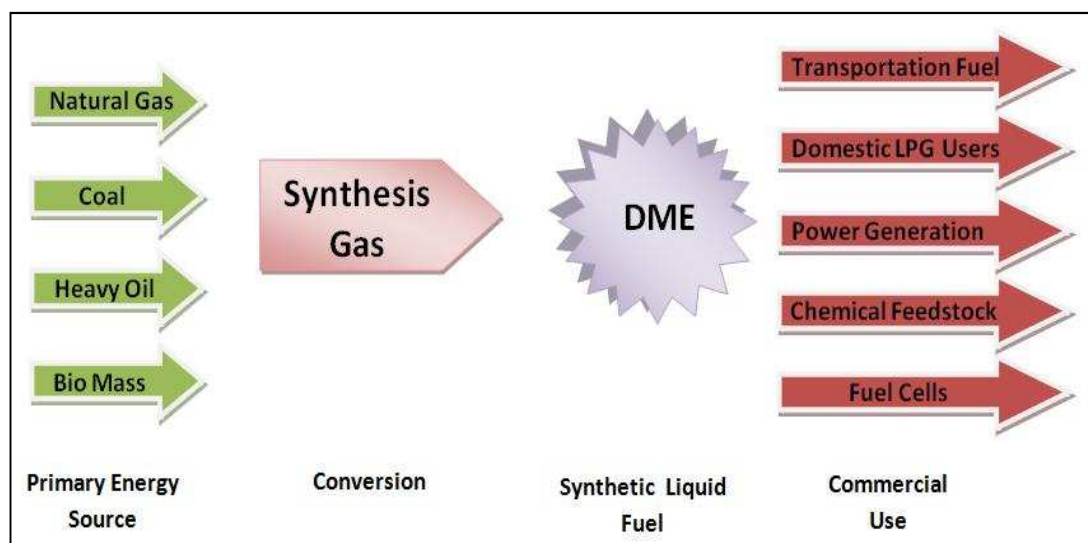 Natural Gas
Coal
Heavy Oil
Bio Mass
Synthesis
Gas
DME
Transportation Fuel
Domestic LPG Users
Power Generation
Chemical Feedstock
Fuel Cells
Primary Energy
Source
Conversion
Synthetic Liquid
Fuel
Commercial
Use